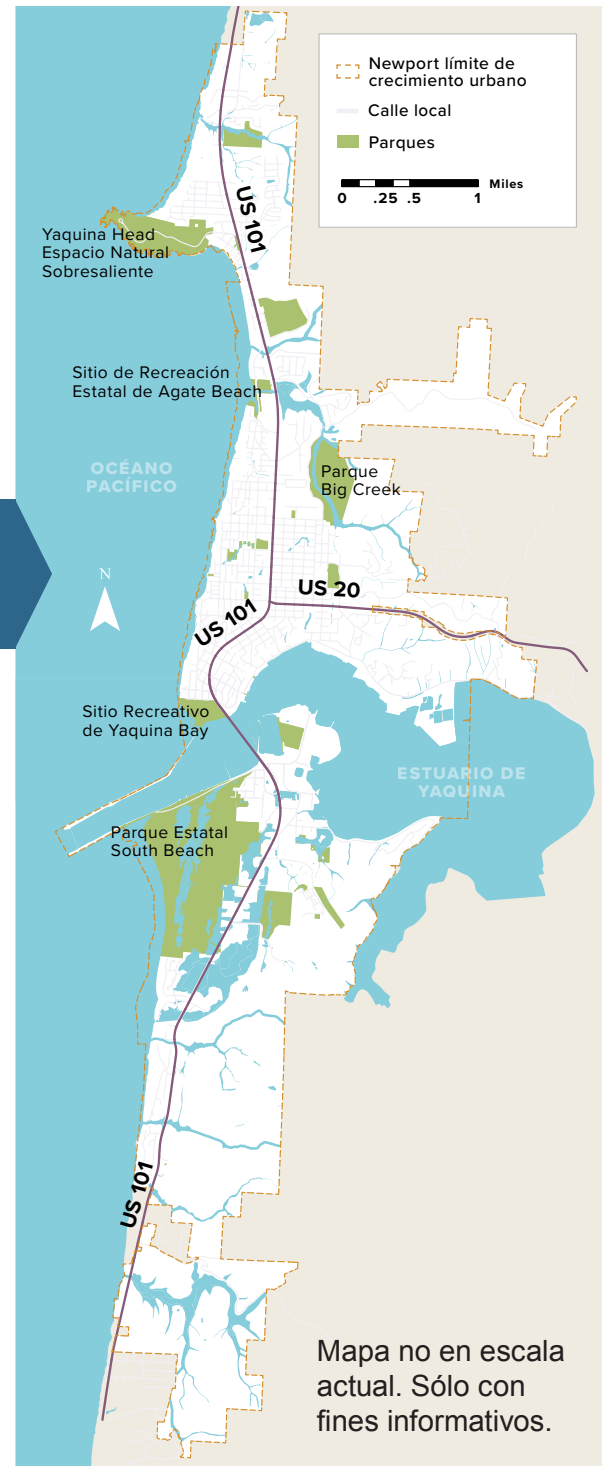 Newport límite de
crecimiento urbano
Calle local
Parques
Miles
0 .25 .5 1
US 101
Yaquina Head
Espacio Natural
Sobresaliente
Sitio de Recreación
Estatal de Agate Beach
OCÉANO
PACÍFICO
Parque
Big Creek
N
US 20
US 101
Sitio Recreativo
de Yaquina Bay
ESTUARIO DE
YAQUINA
Parque Estatal
South Beach
US 101
Mapa no en escala
actual. Sólo con
fines informativos.